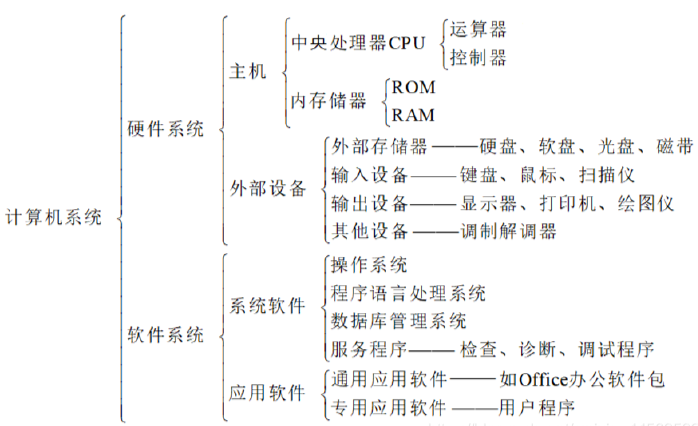 运算器
中央处理器CPU
控制器
主机
ROM
内存储器
RAM
硬件系统
外部存储器——硬盘、软盘、光盘、磁带
输入设备——键盘、鼠标、扫描仪
外部设备
输出设备——显示器、打印机、绘图仪
其他设备——调制解调器
计算机系统
操作系统
程序语言处理系统
系统软件
数据库管理系统
软件系统
服务程序——检查、诊断、调试程序
通用应用软件——如Office办公软件包
应用软件
专用应用软件——用户程序